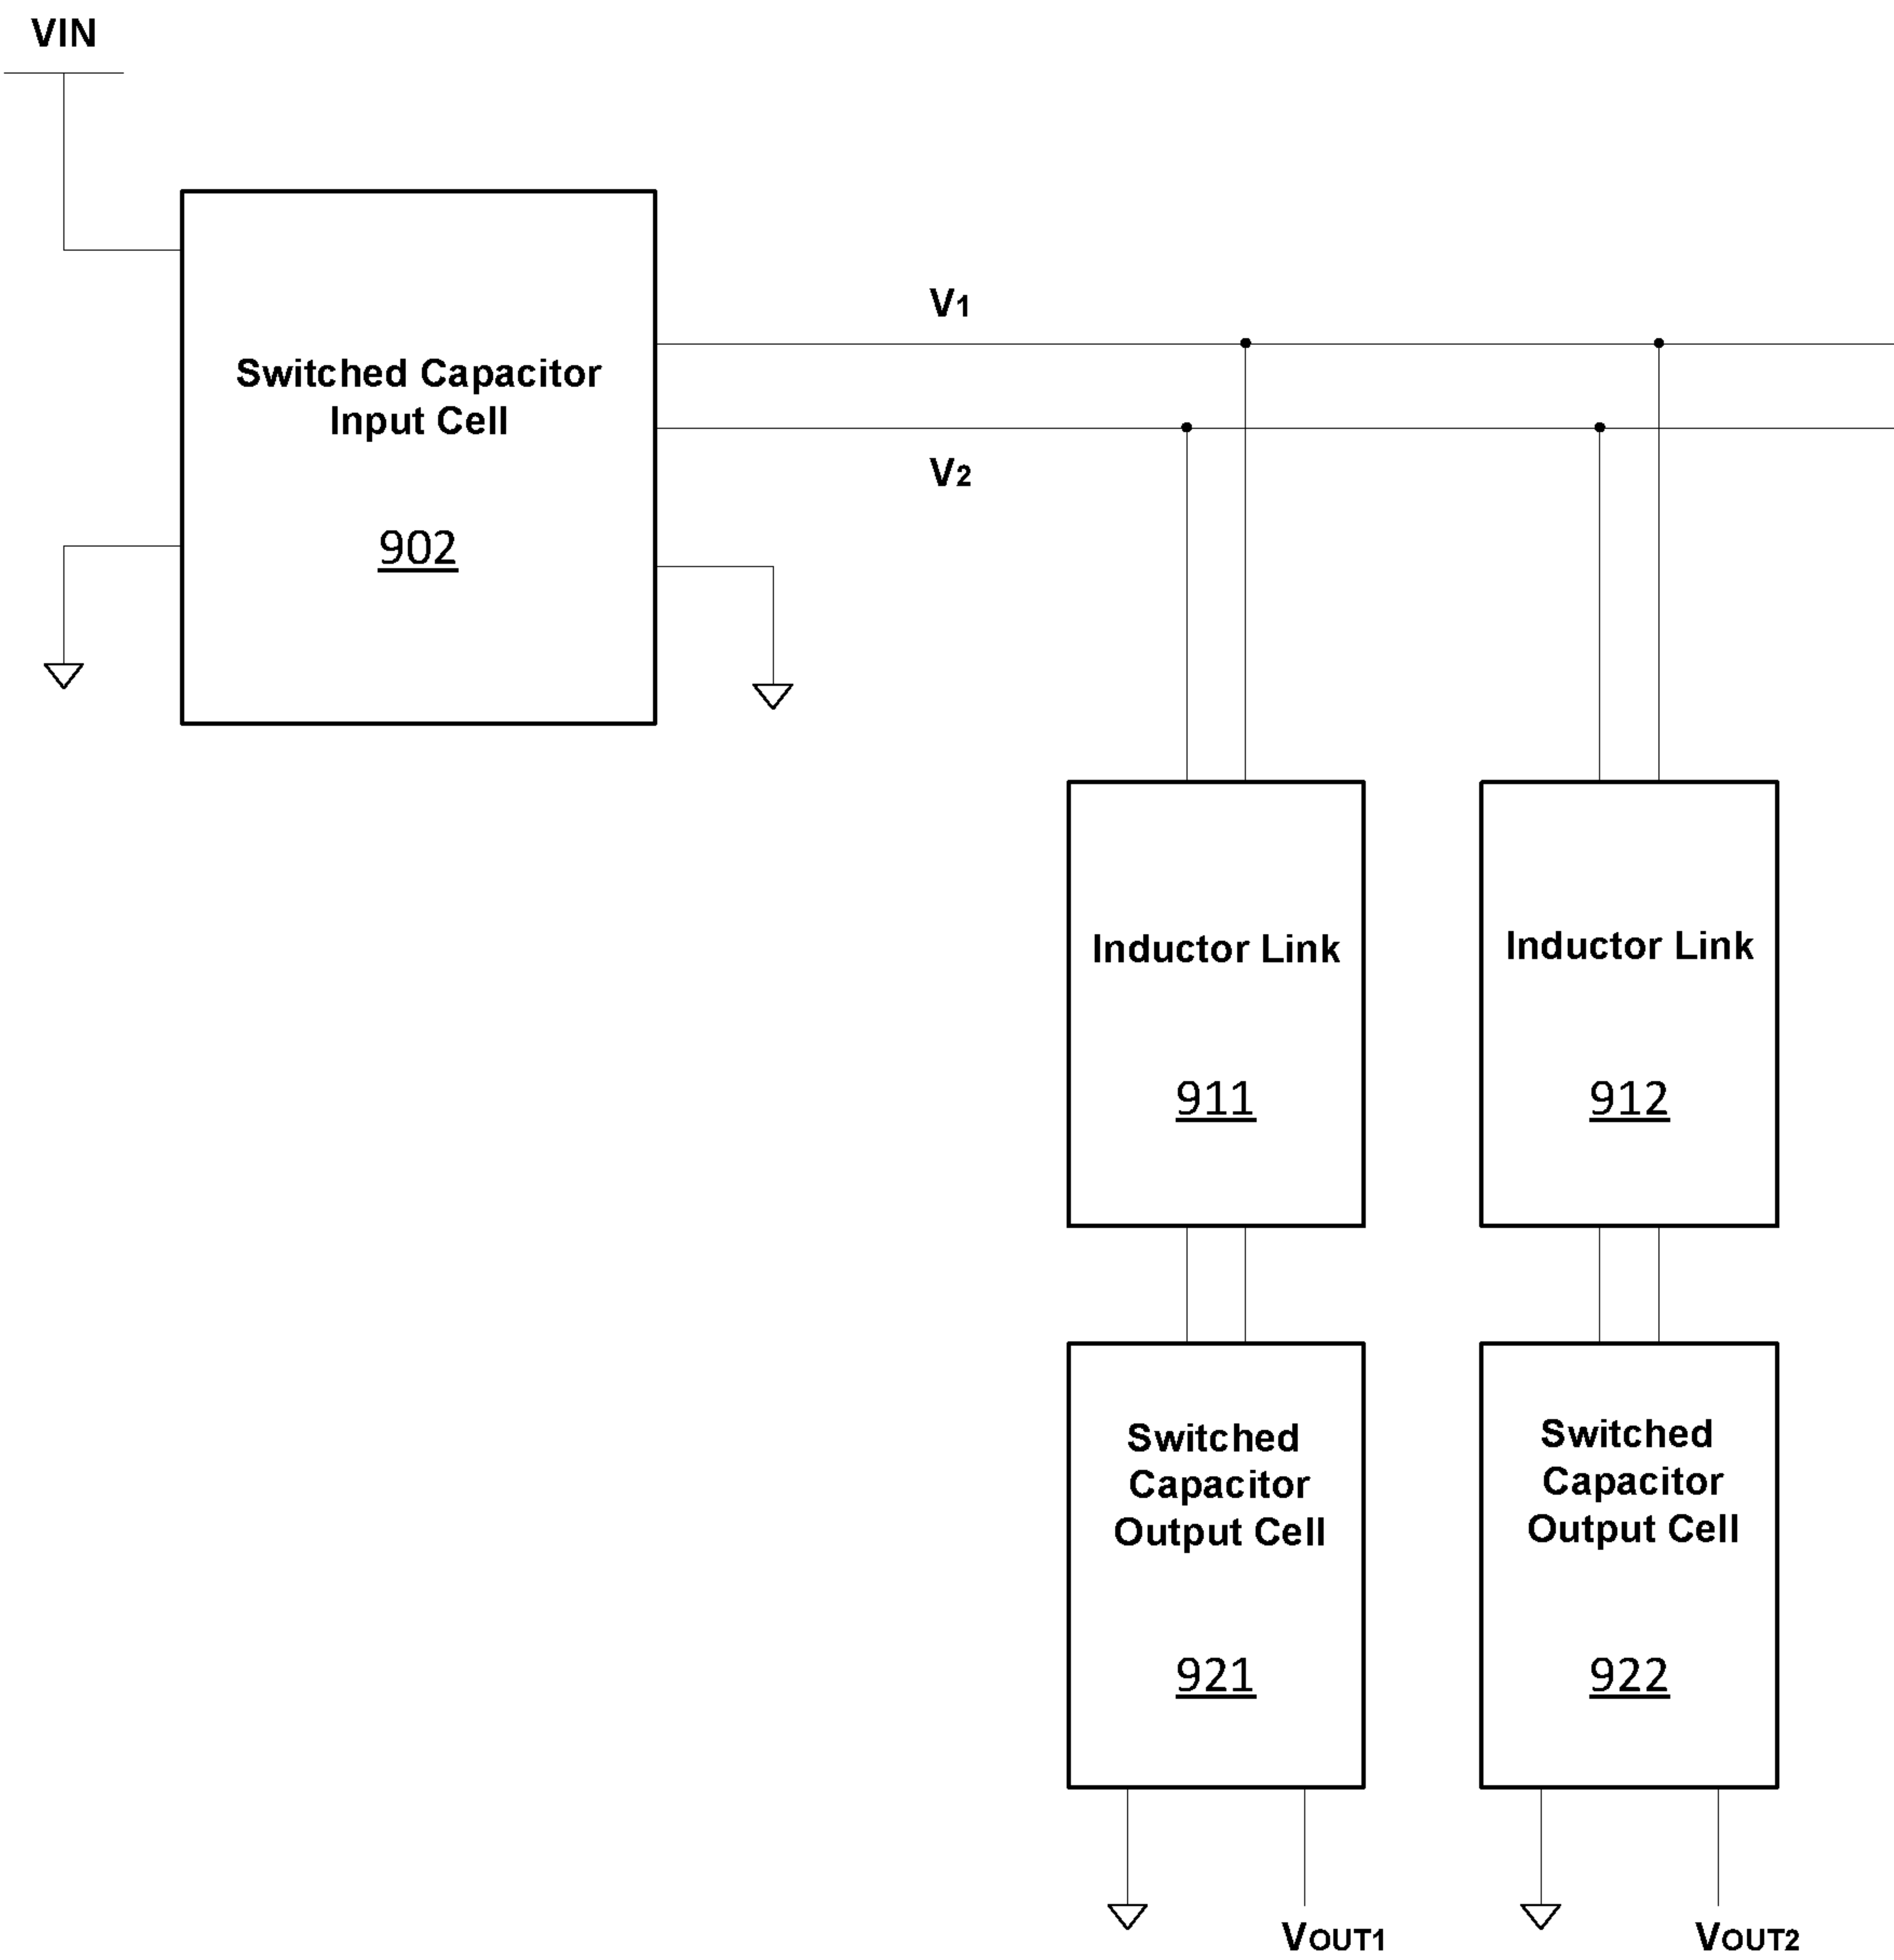 VIN
V1
Switched Capacitor
Input Cell
V2
902
Inductor Link
911
Inductor Link
912
Switched
Capacitor
Output Cell
921
Switched
Capacitor
Output Cell
922
VOUT1
VOUT2